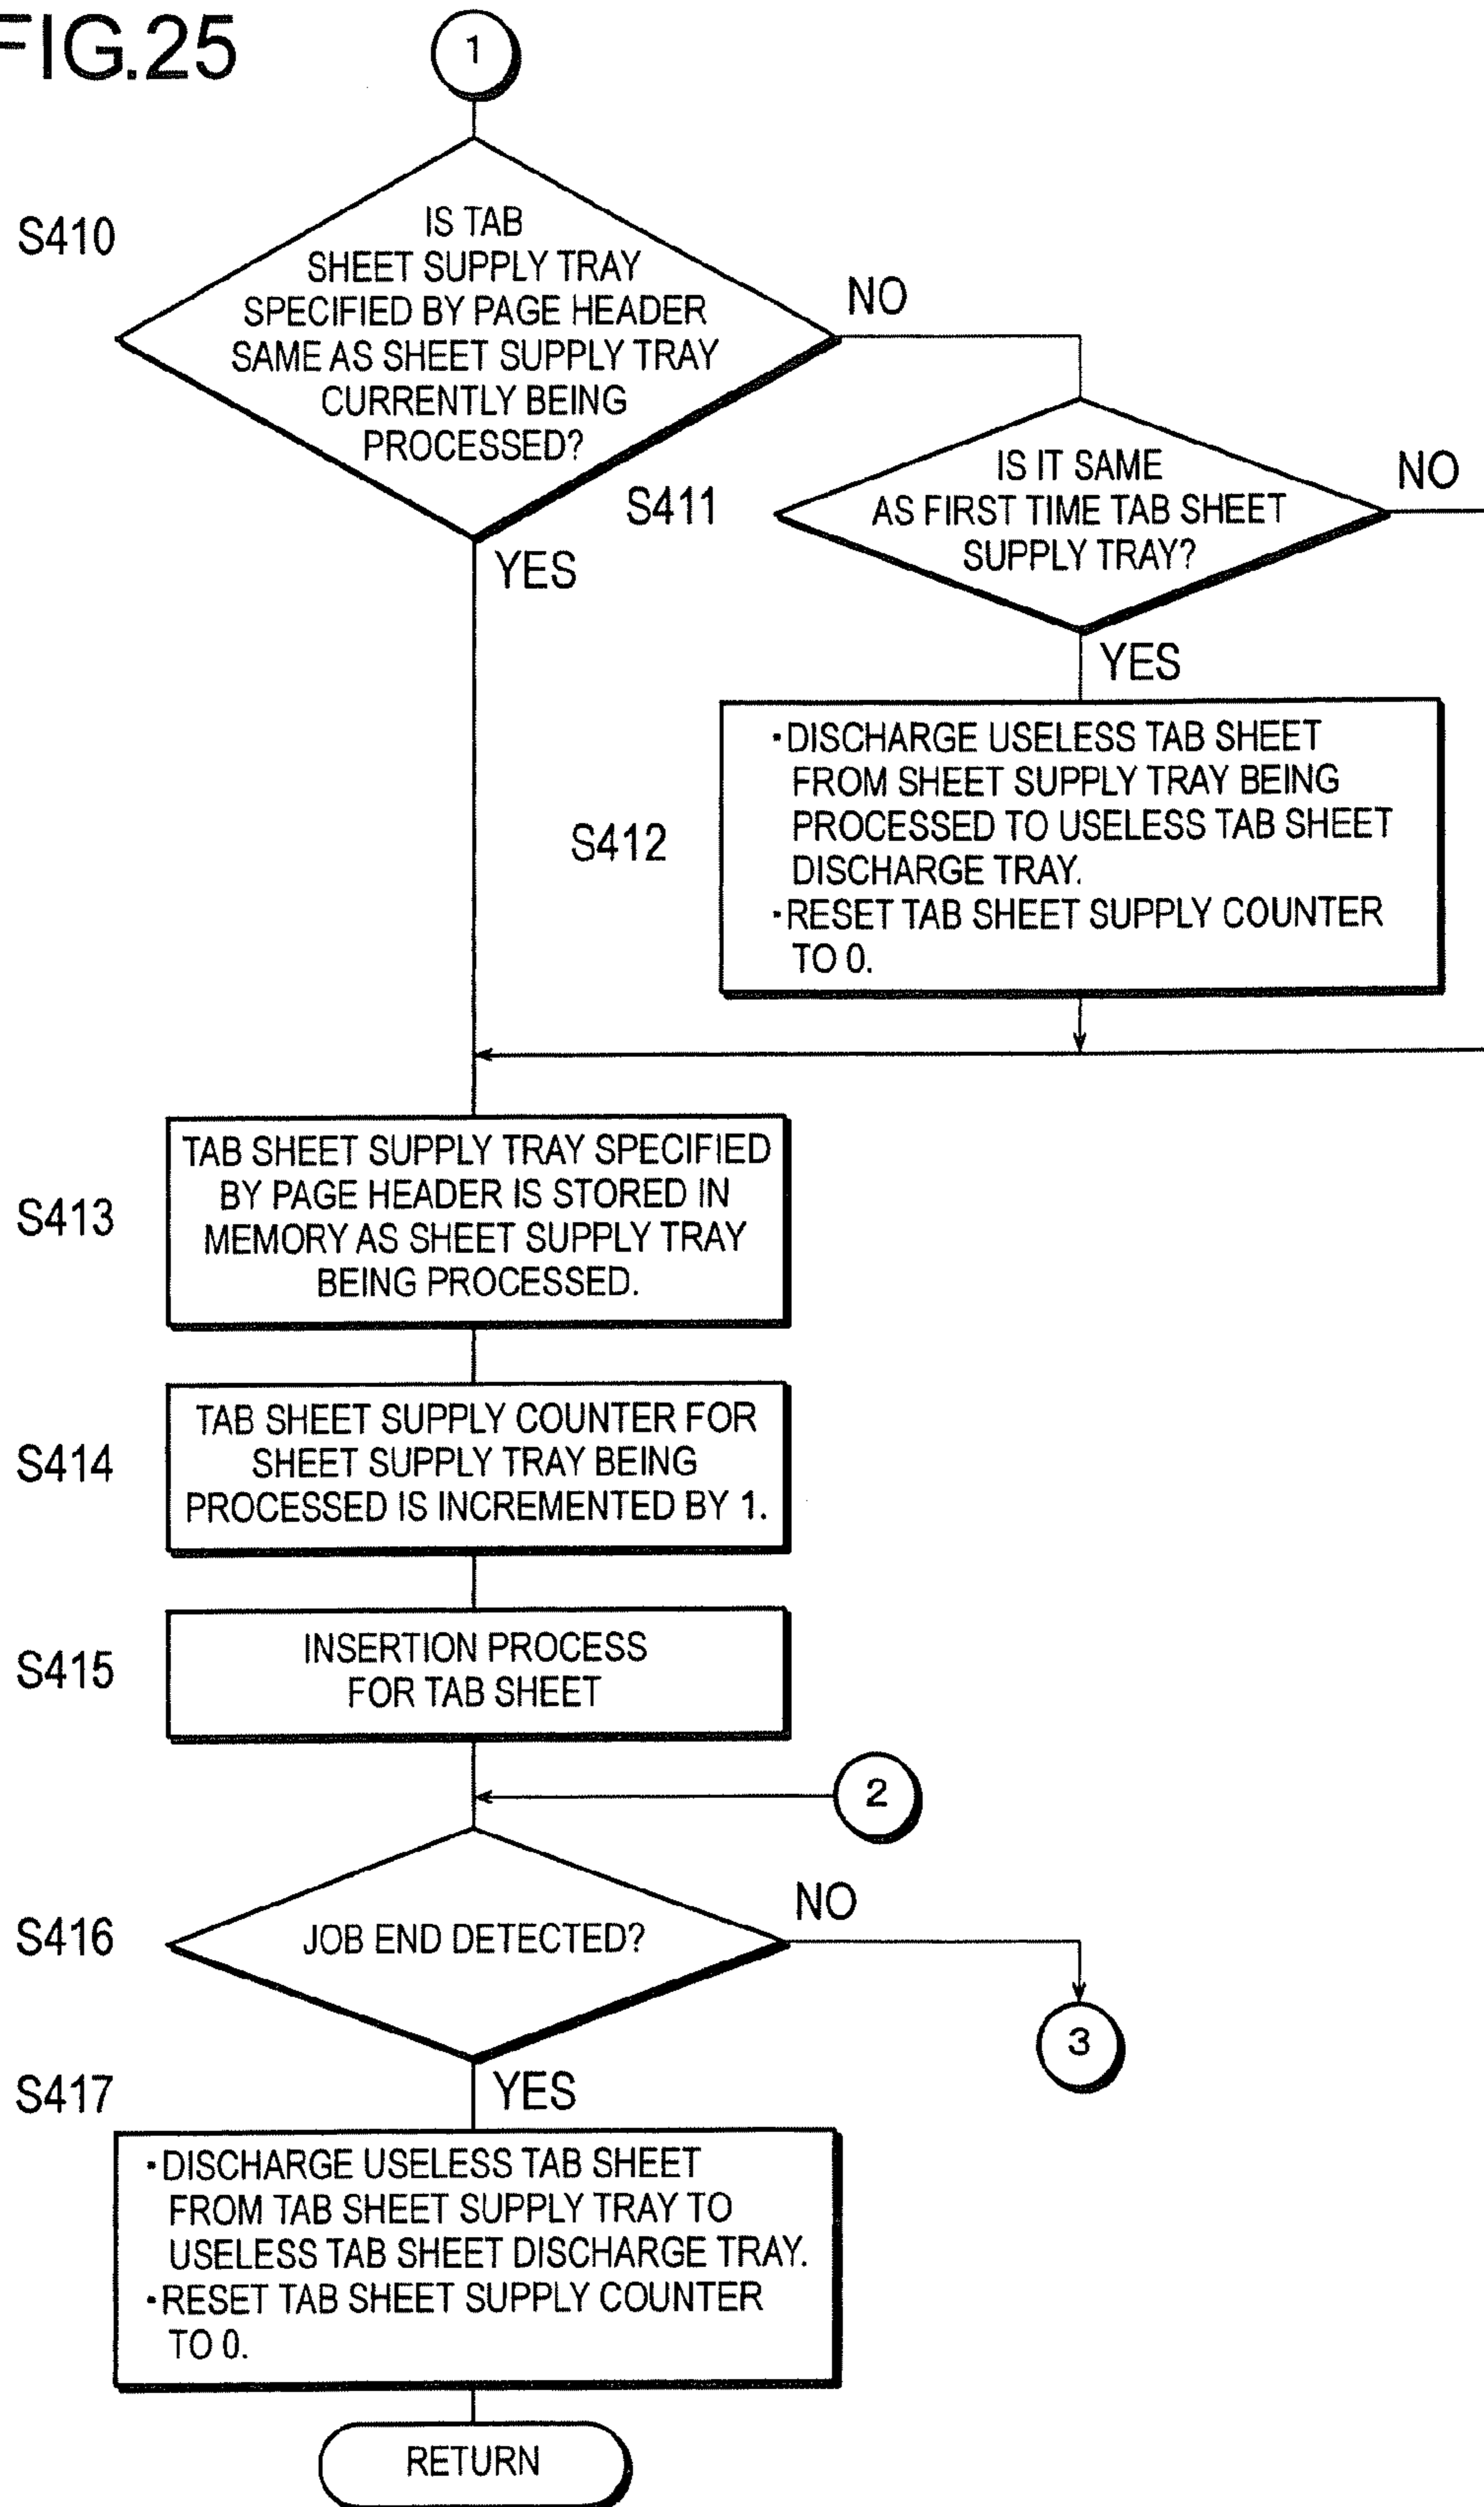 FIG.25
1
S410
IS TAB
SHEET SUPPLY TRAY
SPECIFIED BY PAGE HEADER
SAME AS SHEET SUPPLY TRAY
CURRENTLY BEING
PROCESSED?
NO
YES
S411
IS IT SAME
AS FIRST TIME TAB SHEET
SUPPLY TRAY?
NO
YES
S412
·DISCHARGE USELESS TAB SHEET
FROM SHEET SUPPLY TRAY BEING
PROCESSED TO USELESS TAB SHEET
DISCHARGE TRAY.
·RESET TAB SHEET SUPPLY COUNTER
TO 0.
S413
TAB SHEET SUPPLY TRAY SPECIFIED
BY PAGE HEADER IS STORED IN
MEMORY AS SHEET SUPPLY TRAY
BEING PROCESSED.
S414
TAB SHEET SUPPLY COUNTER FOR
SHEET SUPPLY TRAY BEING
PROCESSED IS INCREMENTED BY 1.
S415
INSERTION PROCESS
FOR TAB SHEET
2
S416
JOB END DETECTED?
NO
3
YES
S417
·DISCHARGE USELESS TAB SHEET
FROM TAB SHEET SUPPLY TRAY TO
USELESS TAB SHEET DISCHARGE TRAY.
·RESET TAB SHEET SUPPLY COUNTER
TO 0.
RETURN